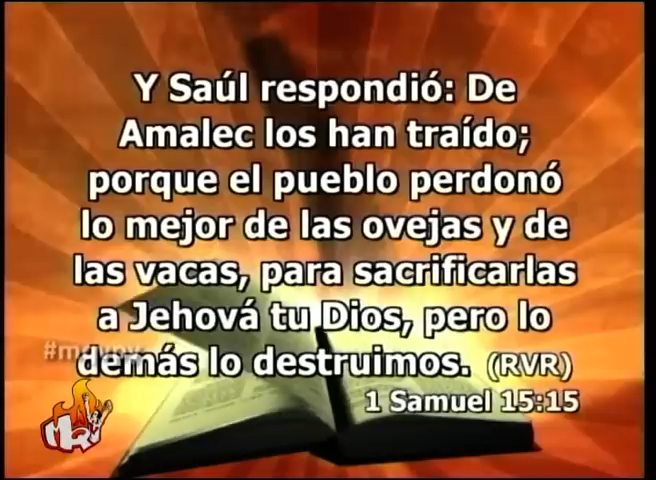 Y Saúl respondió: De
Amalec los han traído;
porque el pueblo perdonó
lo mejor de las ovejas y de
las vacas, para sacrificarlas
a Jehová tu Dios, pero lo
demás lo destruimos. (RVR)
1 Samuel 15:15
MRV